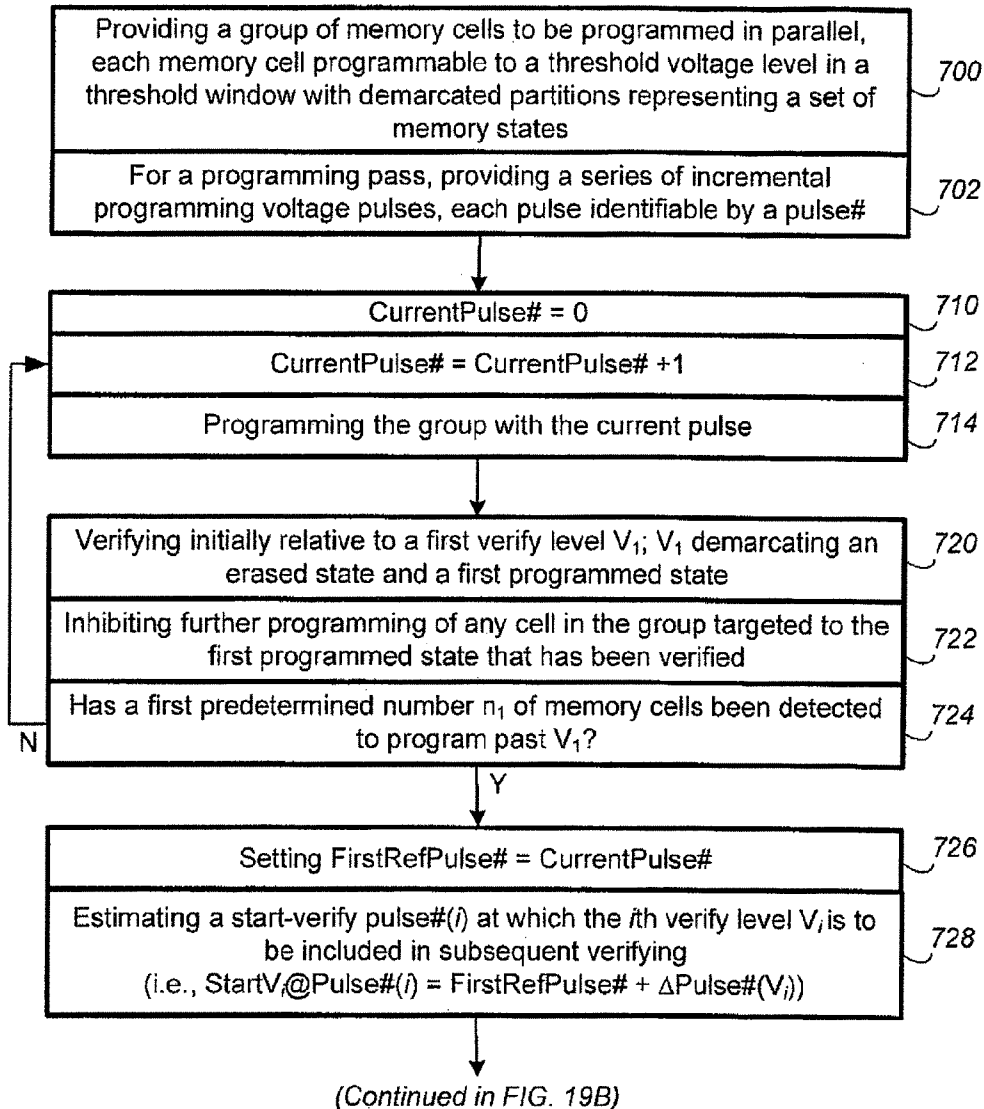 Providing a group of memory cells to be programmed in parallel,
each memory cell programmable to a threshold voltage level in a
threshold window with demarcated partitions representing a set of
memory states
700
For a programming pass, providing a series of incremental
programming voltage pulses, each pulse identifiable by a pulse#
702
CurrentPulse# = 0
710
CurrentPulse# = CurrentPulse# +1
712
Programming the group with the current pulse
714
Verifying initially relative to a first verify level V₁; V₁ demarcating an
erased state and a first programmed state
720
Inhibiting further programming of any cell in the group targeted to the
first programmed state that has been verified
722
Has a first predetermined number n₁ of memory cells been detected
to program past V₁?
724
N
Y
Setting FirstRefPulse# = CurrentPulse#
726
Estimating a start-verify pulse#(i) at which the ith verify level Vᵢ is to
be included in subsequent verifying
(i.e., StartVᵢ@Pulse#(i) = FirstRefPulse# + ΔPulse#(Vᵢ))
728
(Continued in FIG. 19B)